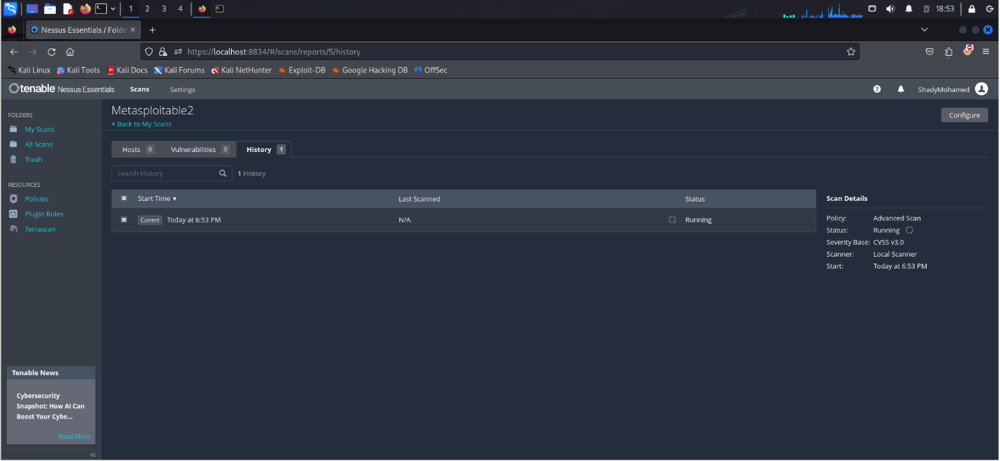 1 2 3 4 18:53
Nessus Essentials / Folde
https://localhost:8834/#/scans/reports/5/history
Kali Linux Kali Tools Kali Docs Kali Forums Kali NetHunter Exploit-DB Google Hacking DB OffSec
tenable Nessus Essentials Scans Settings ShadyMohamed
FOLDERS
My Scans
All Scans
Trash
RESOURCES
Policies
Plugin Rules
Terrascan
Tenable News
Cybersecurity
Snapshot: How AI Can
Boost Your Cybe...
Read More
Metasploitable2
Back to My Scans
Configure
Hosts 0 Vulnerabilities 0 History 1
Search History 1 History
Start Time Last Scanned Status
Current Today at 6:53 PM N/A Running
Scan Details
Policy: Advanced Scan
Status: Running
Severity Base: CVSS v3.0
Scanner: Local Scanner
Start: Today at 6:53 PM